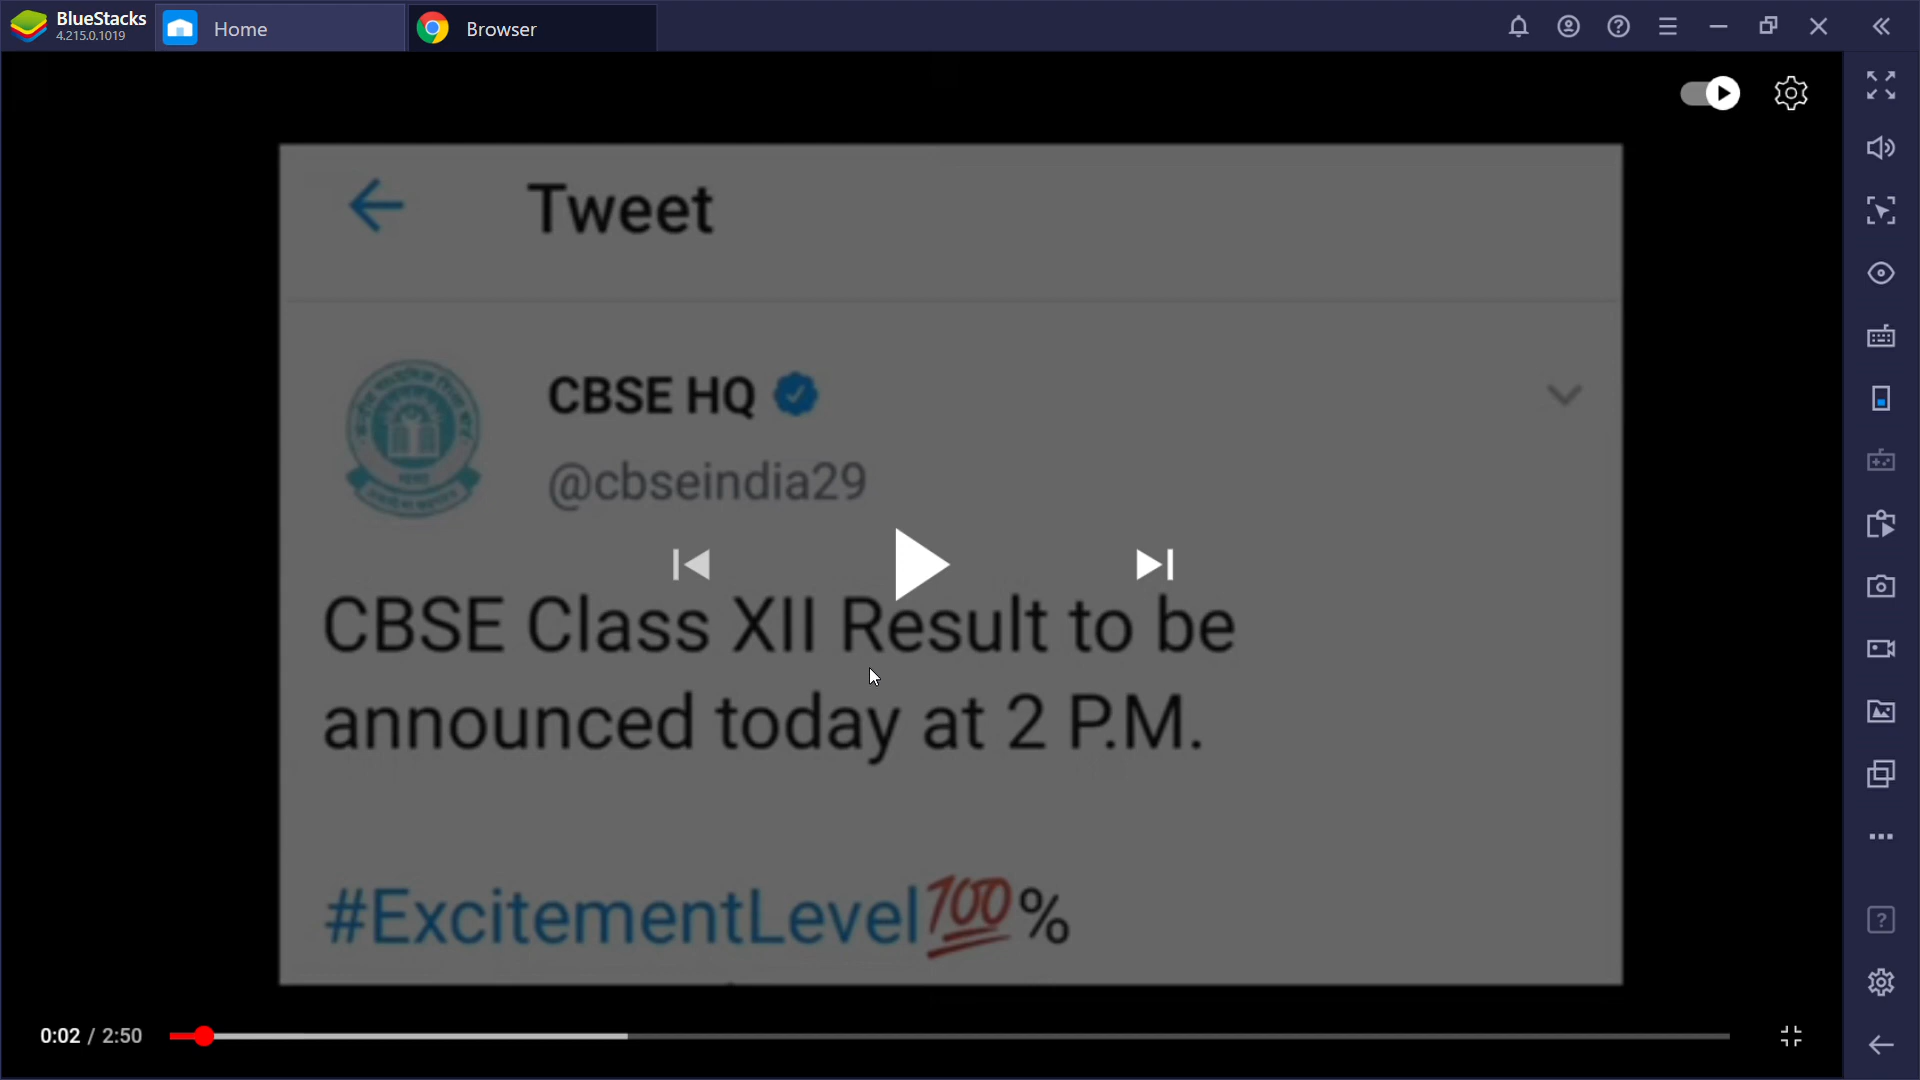 BlueStacks
4.215.0.1019
Home
Browser
Tweet
CBSE HQ
@cbseindia29
CBSE Class XII Result to be
announced today at 2 P.M.
#ExcitementLevel💯%
0:02 / 2:50